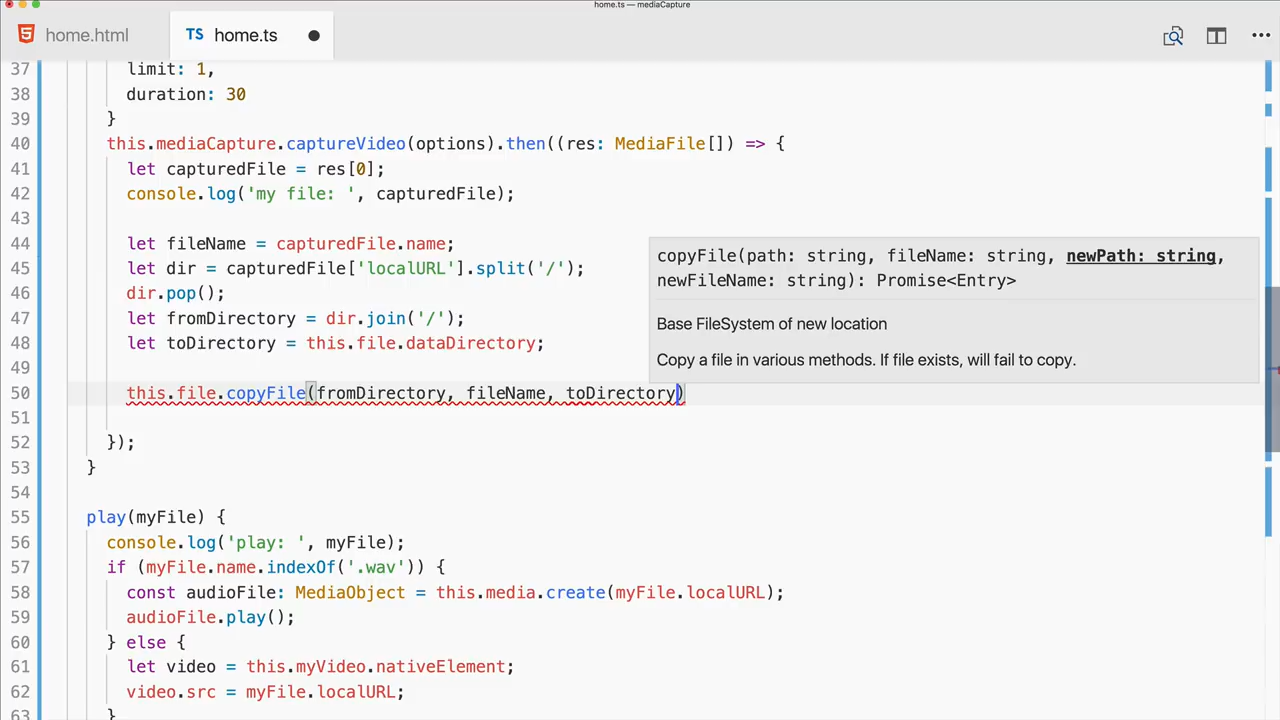 home.ts — mediaCapture
home.html
TS home.ts
37 limit: 1,
38 duration: 30
39 }
40 this.mediaCapture.captureVideo(options).then((res: MediaFile[]) => {
41 let capturedFile = res[0];
42 console.log('my file: ', capturedFile);
43
44 let fileName = capturedFile.name;
45 let dir = capturedFile['localURL'].split('/');
46 dir.pop();
47 let fromDirectory = dir.join('/');
48 let toDirectory = this.file.dataDirectory;
49
50 this.file.copyFile(fromDirectory, fileName, toDirectory)
51
52 });
53 }
54
55 play(myFile) {
56 console.log('play: ', myFile);
57 if (myFile.name.indexOf('.wav')) {
58 const audioFile: MediaObject = this.media.create(myFile.localURL);
59 audioFile.play();
60 } else {
61 let video = this.myVideo.nativeElement;
62 video.src = myFile.localURL;
63 }
copyFile(path: string, fileName: string, newPath: string,
newFileName: string): Promise<Entry>
Base FileSystem of new location
Copy a file in various methods. If file exists, will fail to copy.